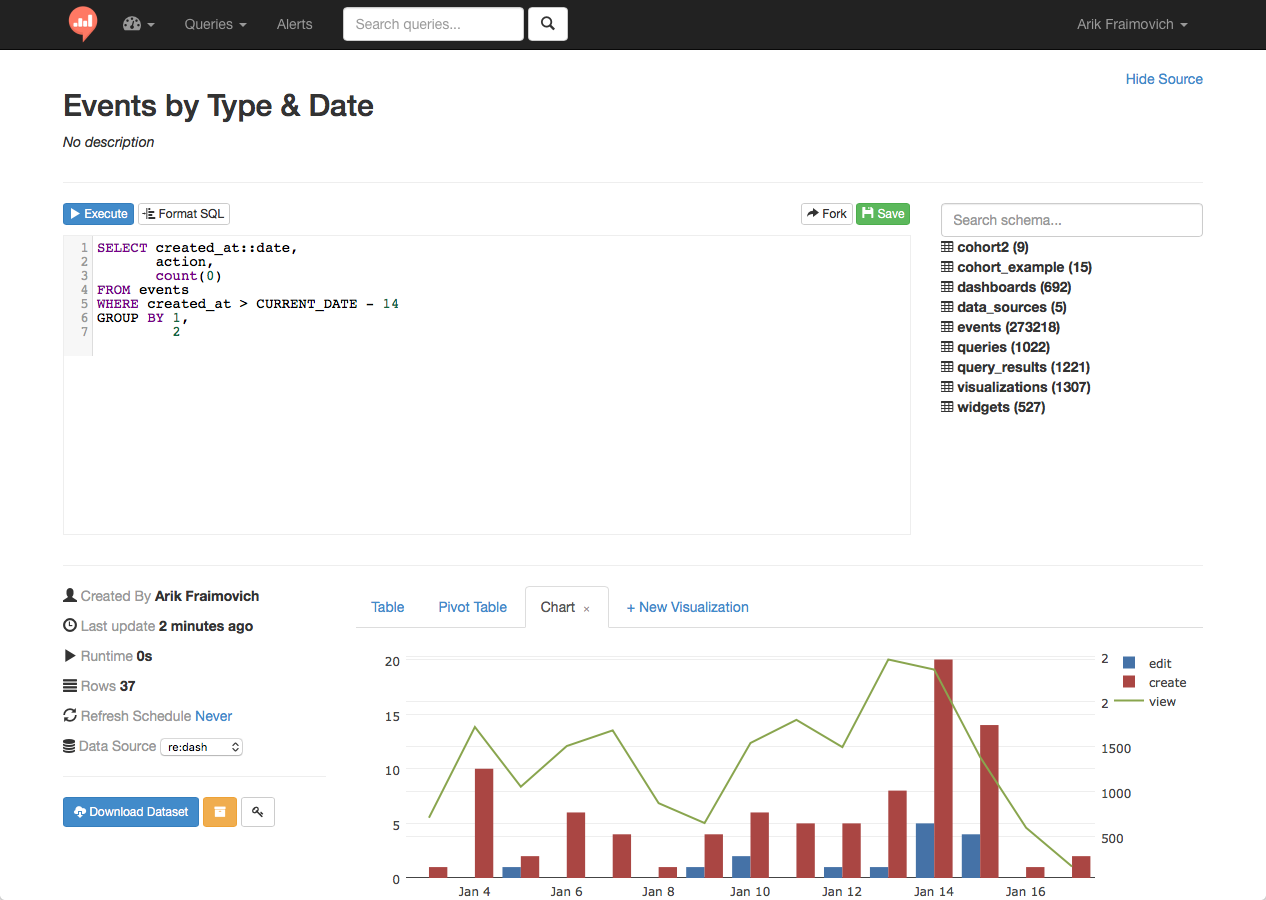 Queries
Alerts
Search queries...
Arik Fraimovich
Hide Source
Events by Type & Date
No description
Execute
Format SQL
Fork
Save
1 SELECT created_at::date,
2 action,
3 count(0)
4 FROM events
5 WHERE created_at > CURRENT_DATE - 14
6 GROUP BY 1,
7 2
Search schema...
cohort2 (9)
cohort_example (15)
dashboards (692)
data_sources (5)
events (273218)
queries (1022)
query_results (1221)
visualizations (1307)
widgets (527)
Created By Arik Fraimovich
Last update 2 minutes ago
Runtime 0s
Rows 37
Refresh Schedule Never
Data Source re:dash
Download Dataset
Table
Pivot Table
Chart ×
+ New Visualization
20
15
10
5
0
2
2
1500
1000
500
edit
create
view
Jan 4 Jan 6 Jan 8 Jan 10 Jan 12 Jan 14 Jan 16